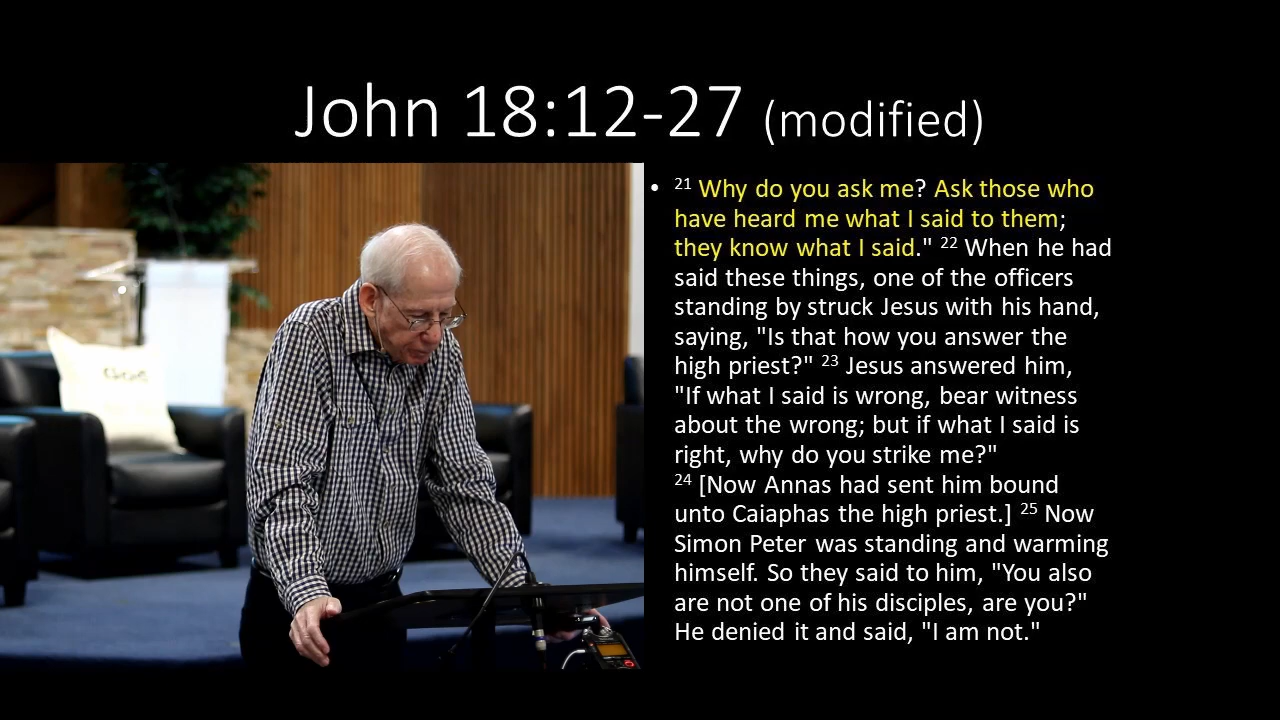 John 18:12-27 (modified)
• ²¹ Why do you ask me? Ask those who
have heard me what I said to them;
they know what I said." ²² When he had
said these things, one of the officers
standing by struck Jesus with his hand,
saying, "Is that how you answer the
high priest?" ²³ Jesus answered him,
"If what I said is wrong, bear witness
about the wrong; but if what I said is
right, why do you strike me?"
²⁴ [Now Annas had sent him bound
unto Caiaphas the high priest.] ²⁵ Now
Simon Peter was standing and warming
himself. So they said to him, "You also
are not one of his disciples, are you?"
He denied it and said, "I am not."